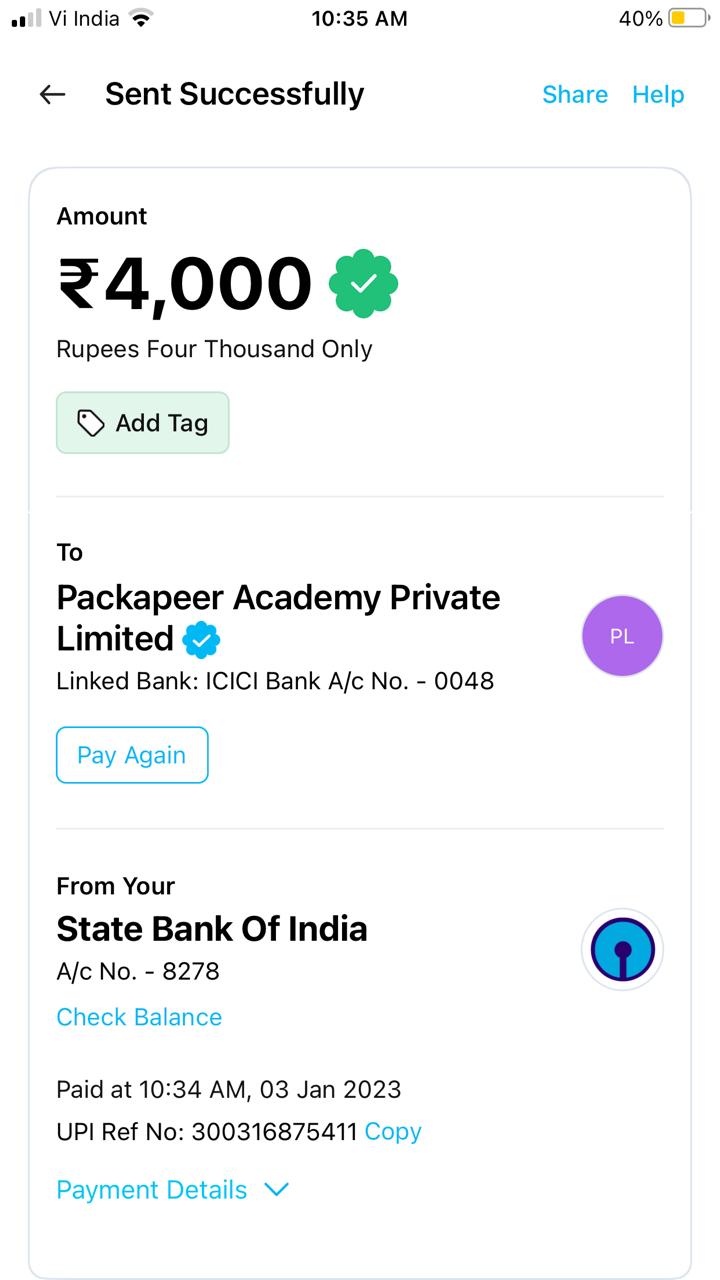 Vi India 10:35 AM 40%
Sent Successfully Share Help
Amount
₹4,000
Rupees Four Thousand Only
Add Tag
To
Packapeer Academy Private
Limited
PL
Linked Bank: ICICI Bank A/c No. - 0048
Pay Again
From Your
State Bank Of India
A/c No. - 8278
Check Balance
Paid at 10:34 AM, 03 Jan 2023
UPI Ref No: 300316875411 Copy
Payment Details